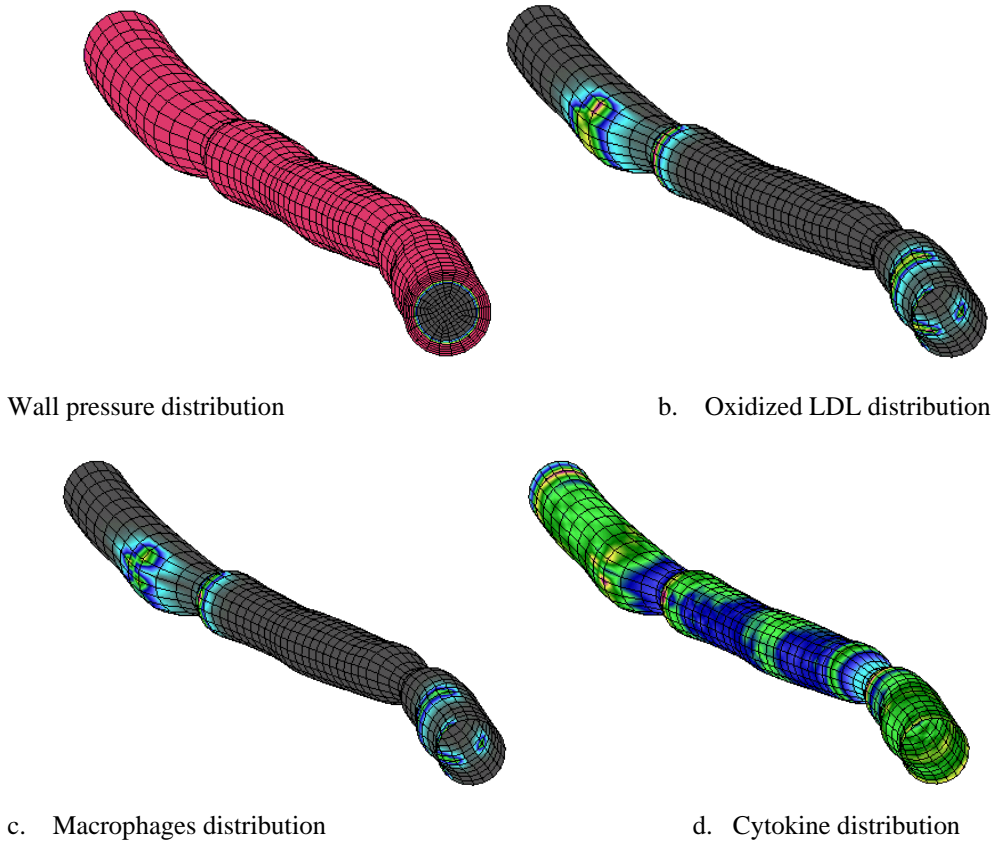 Wall pressure distribution
b. Oxidized LDL distribution
c. Macrophages distribution
d. Cytokine distribution